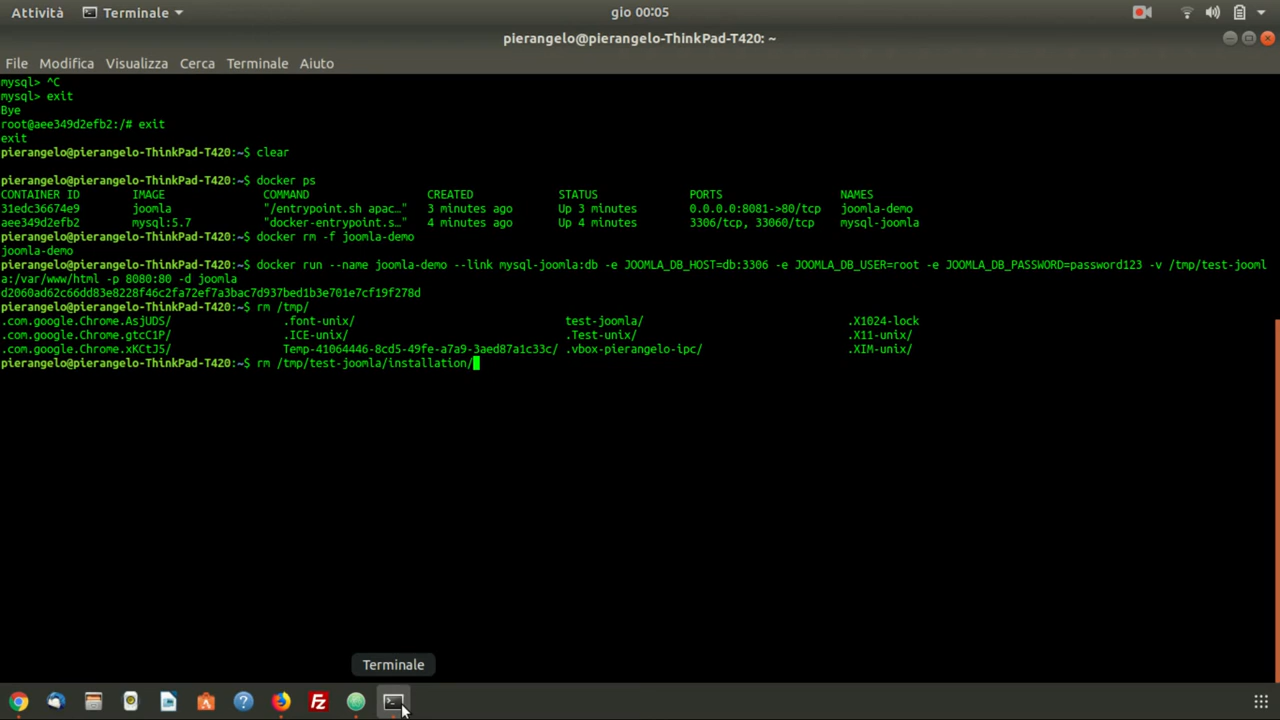 Attività Terminale gio 00:05
pierangelo@pierangelo-ThinkPad-T420: ~
File Modifica Visualizza Cerca Terminale Aiuto
mysql> ^C
mysql> exit
Bye
root@aee349d2efb2:/# exit
exit
pierangelo@pierangelo-ThinkPad-T420:~$ clear
pierangelo@pierangelo-ThinkPad-T420:~$ docker ps
CONTAINER ID IMAGE COMMAND CREATED STATUS PORTS NAMES
31edc36674e9 joomla "/entrypoint.sh apac…" 3 minutes ago Up 3 minutes 0.0.0.0:8081->80/tcp joomla-demo
aee349d2efb2 mysql:5.7 "docker-entrypoint.s…" 4 minutes ago Up 4 minutes 3306/tcp, 33060/tcp mysql-joomla
pierangelo@pierangelo-ThinkPad-T420:~$ docker rm -f joomla-demo
joomla-demo
pierangelo@pierangelo-ThinkPad-T420:~$ docker run --name joomla-demo --link mysql-joomla:db -e JOOMLA_DB_HOST=db:3306 -e JOOMLA_DB_USER=root -e JOOMLA_DB_PASSWORD=password123 -v /tmp/test-jooml
a:/var/www/html -p 8080:80 -d joomla
d2060ad62c66dd83e8228f46c2fa72ef7a3bac7d937bed1b3e701e7cf19f278d
pierangelo@pierangelo-ThinkPad-T420:~$ rm /tmp/
.com.google.Chrome.AsjUDS/ .font-unix/ test-joomla/ .X1024-lock
.com.google.Chrome.gtcC1P/ .ICE-unix/ .Test-unix/ .X11-unix/
.com.google.Chrome.xKCtJ5/ Temp-41064446-8cd5-49fe-a7a9-3aed87a1c33c/ .vbox-pierangelo-ipc/ .XIM-unix/
pierangelo@pierangelo-ThinkPad-T420:~$ rm /tmp/test-joomla/installation/
Terminale